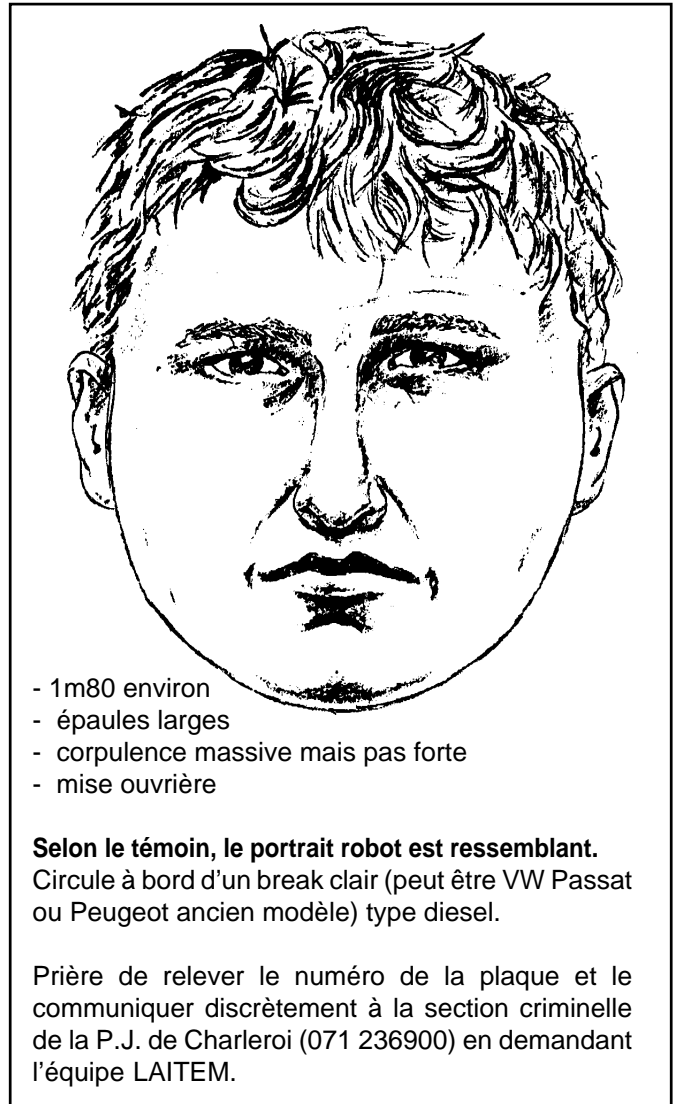 - 1m80 environ
- épaules larges
- corpulence massive mais pas forte
- mise ouvrière
Selon le témoin, le portrait robot est ressemblant.
Circule à bord d'un break clair (peut être VW Passat
ou Peugeot ancien modèle) type diesel.
Prière de relever le numéro de la plaque et le
communiquer discrètement à la section criminelle
de la P.J. de Charleroi (071 236900) en demandant
l'équipe LAITEM.